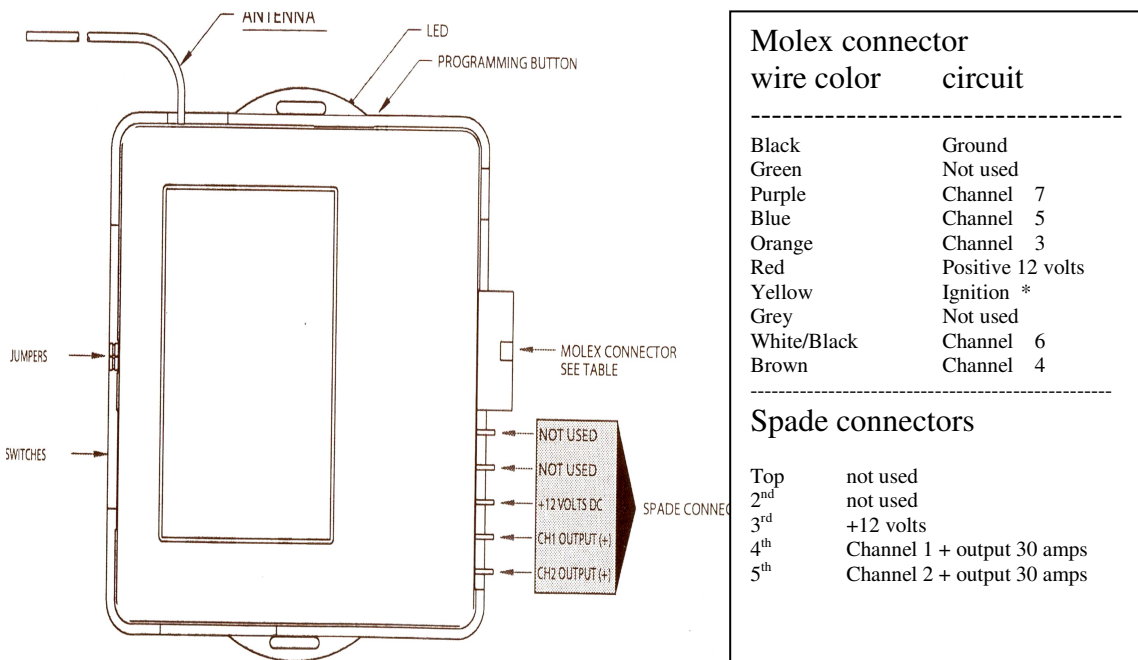 ANTENNA
LED
PROGRAMMING BUTTON
JUMPERS
SWITCHES
MOLEX CONNECTOR
SEE TABLE
NOT USED
NOT USED
+12 VOLTS DC
CH1 OUTPUT (+)
CH2 OUTPUT (+)
SPADE CONNEC
Molex connector
wire color circuit
Black Ground
Green Not used
Purple Channel 7
Blue Channel 5
Orange Channel 3
Red Positive 12 volts
Yellow Ignition *
Grey Not used
White/Black Channel 6
Brown Channel 4
Spade connectors
Top not used
2nd not used
3rd +12 volts
4th Channel 1 + output 30 amps
5th Channel 2 + output 30 amps